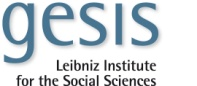 gesis
Leibniz Institute
for the Social Sciences